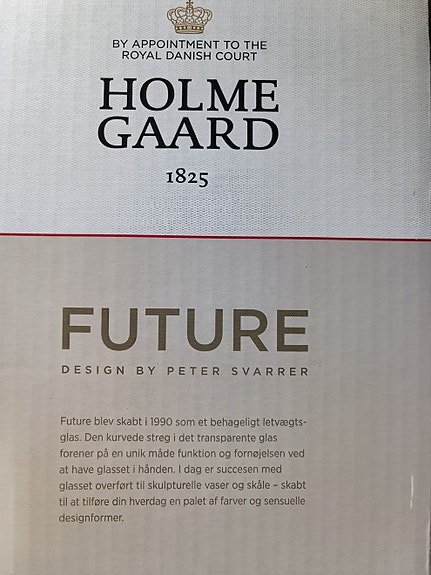 BY APPOINTMENT TO THE
ROYAL DANISH COURT
HOLME
GAARD
1825
FUTURE
DESIGN BY PETER SVARRER
Future blev skabt i 1990 som et behageligt letvægts-
glas. Den kurvede streg i det transparente glas
forener på en unik måde funktion og fornøjelsen ved
at have glasset i hånden. I dag er succesen med
glasset overført til skulpturelle vaser og skåle – skabt
til at tilføre din hverdag en palet af farver og sensuelle
designformer.